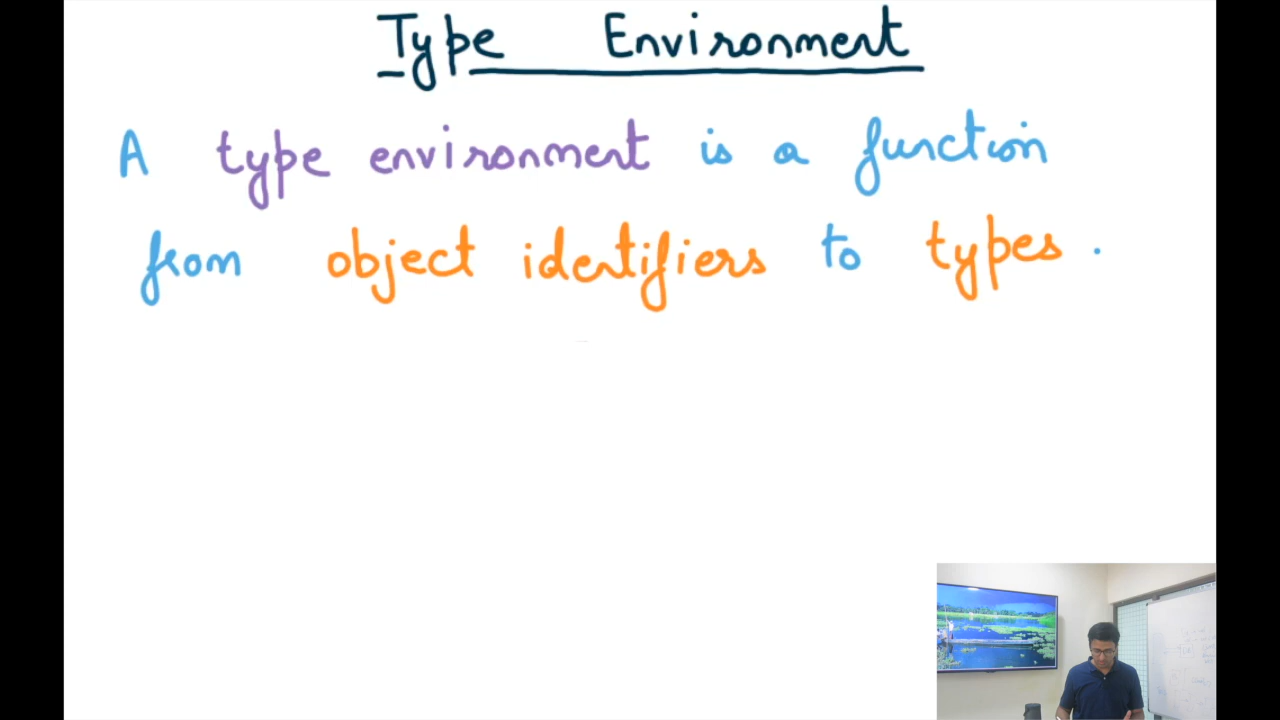 Type Environment
A type environment is a function
from object identifiers to types.